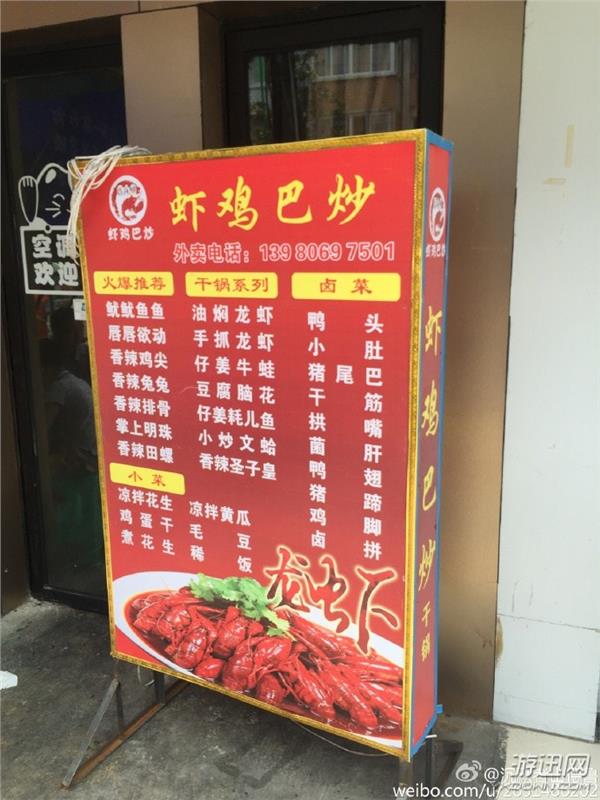 虾鸡巴炒
虾鸡巴炒
外卖电话：139 8069 7501
火爆推荐
鱿鱿鱼鱼
唇唇欲动
香辣鸡尖
香辣兔兔
香辣排骨
掌上明珠
香辣田螺
干锅系列
油焖龙虾
手抓龙虾
仔姜牛蛙
豆腐脑花
仔姜耗儿鱼
小炒文蛤
香辣圣子皇
卤菜
鸭头
小肚
猪尾巴
干筋
拱嘴
菌肝
鸭翅
猪蹄
鸡脚
卤拼
小菜
凉拌花生
鸡蛋干
煮花生
凉拌黄瓜
毛豆
稀饭
龙虾
虾鸡巴炒
虾鸡巴炒
干锅
空调
欢迎
游迅网